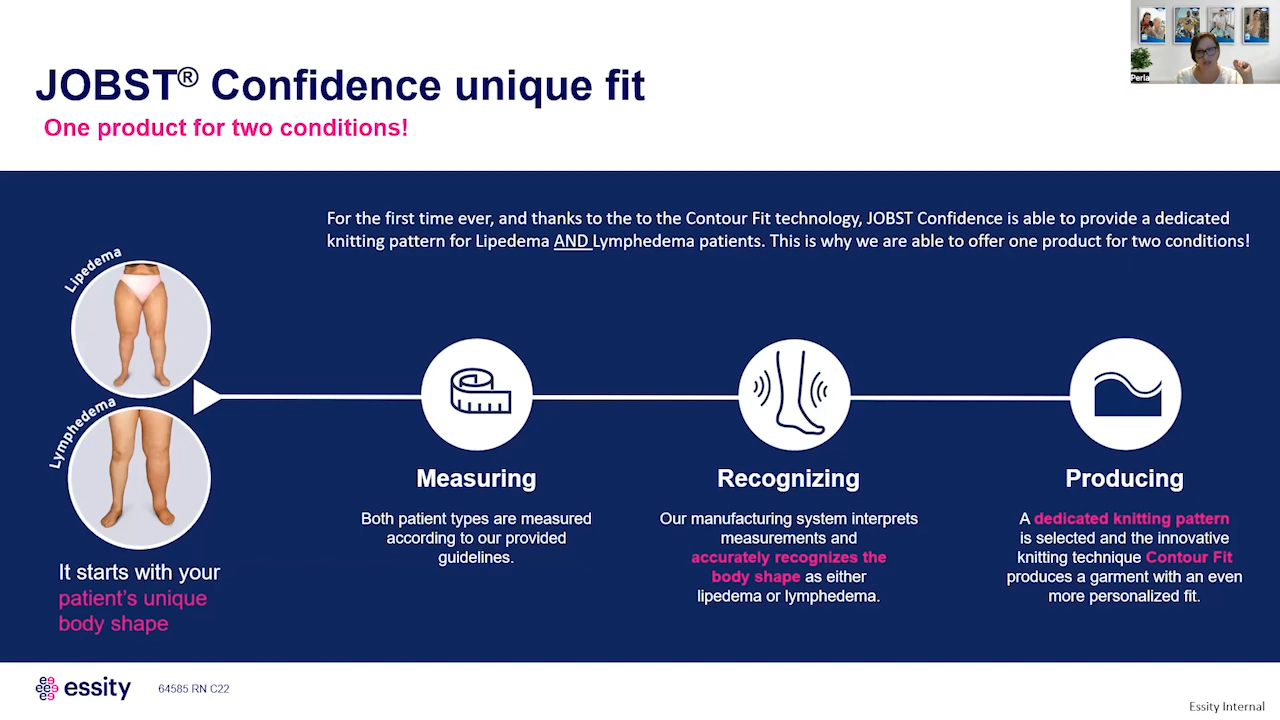 JOBST® Confidence unique fit
One product for two conditions!
Perla
For the first time ever, and thanks to the to the Contour Fit technology, JOBST Confidence is able to provide a dedicated
knitting pattern for Lipedema AND Lymphedema patients. This is why we are able to offer one product for two conditions!
Lipedema
Lymphedema
It starts with your
patient's unique
body shape
Measuring
Both patient types are measured
according to our provided
guidelines.
Recognizing
Our manufacturing system interprets
measurements and
accurately recognizes the
body shape as either
lipedema or lymphedema.
Producing
A dedicated knitting pattern
is selected and the innovative
knitting technique Contour Fit
produces a garment with an even
more personalized fit.
essity
64585 RN C22
Essity Internal